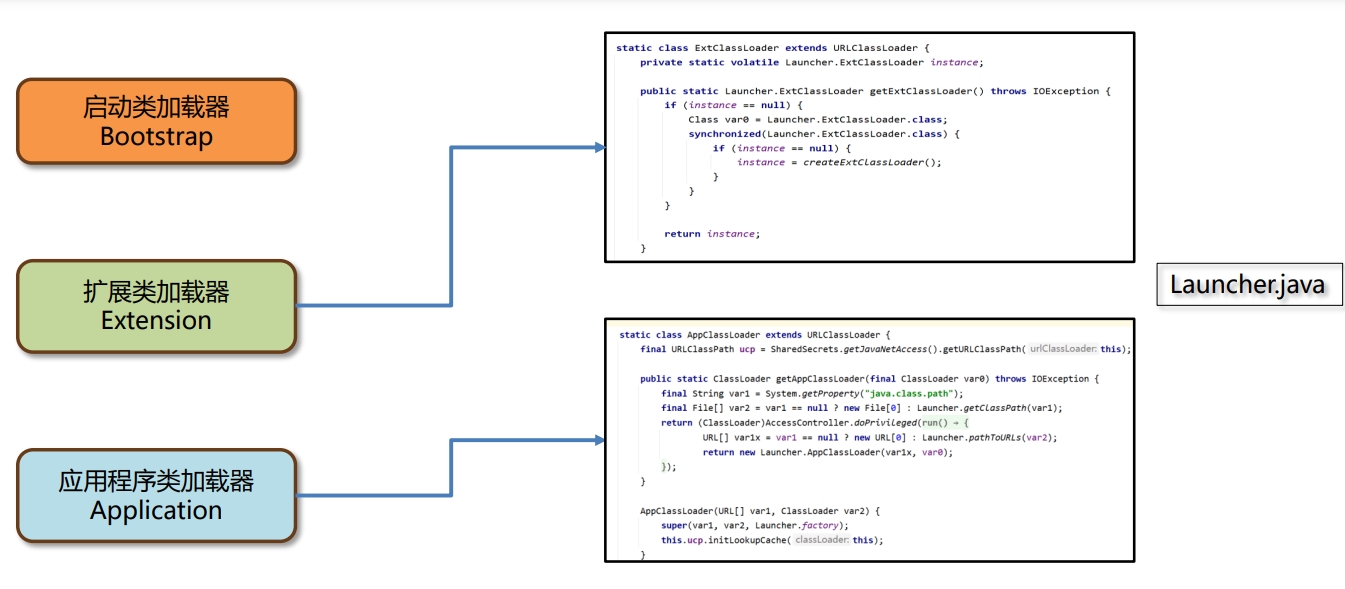 启动类加载器
Bootstrap
扩展类加载器
Extension
应用程序类加载器
Application
static class ExtClassLoader extends URLClassLoader {
private static volatile Launcher.ExtClassLoader instance;
public static Launcher.ExtClassLoader getExtClassLoader() throws IOException {
if (instance == null) {
Class var0 = Launcher.ExtClassLoader.class;
synchronized(Launcher.ExtClassLoader.class) {
if (instance == null) {
instance = createExtClassLoader();
}
}
}
return instance;
}
static class AppClassLoader extends URLClassLoader {
final URLClassPath ucp = SharedSecrets.getJavaNetAccess().getURLClassPath( urlClassLoader: this);
public static ClassLoader getAppClassLoader(final ClassLoader var0) throws IOException {
final String var1 = System.getProperty("java.class.path");
final File[] var2 = var1 == null ? new File[0] : Launcher.getClassPath(var1);
return (ClassLoader)AccessController.doPrivileged(run() → {
URL[] var1x = var1 == null ? new URL[0] : Launcher.pathToURLs(var2);
return new Launcher.AppClassLoader(var1x, var0);
});
}
AppClassLoader(URL[] var1, ClassLoader var2) {
super(var1, var2, Launcher.factory);
this.ucp.initLookupCache( classLoader: this);
}
Launcher.java